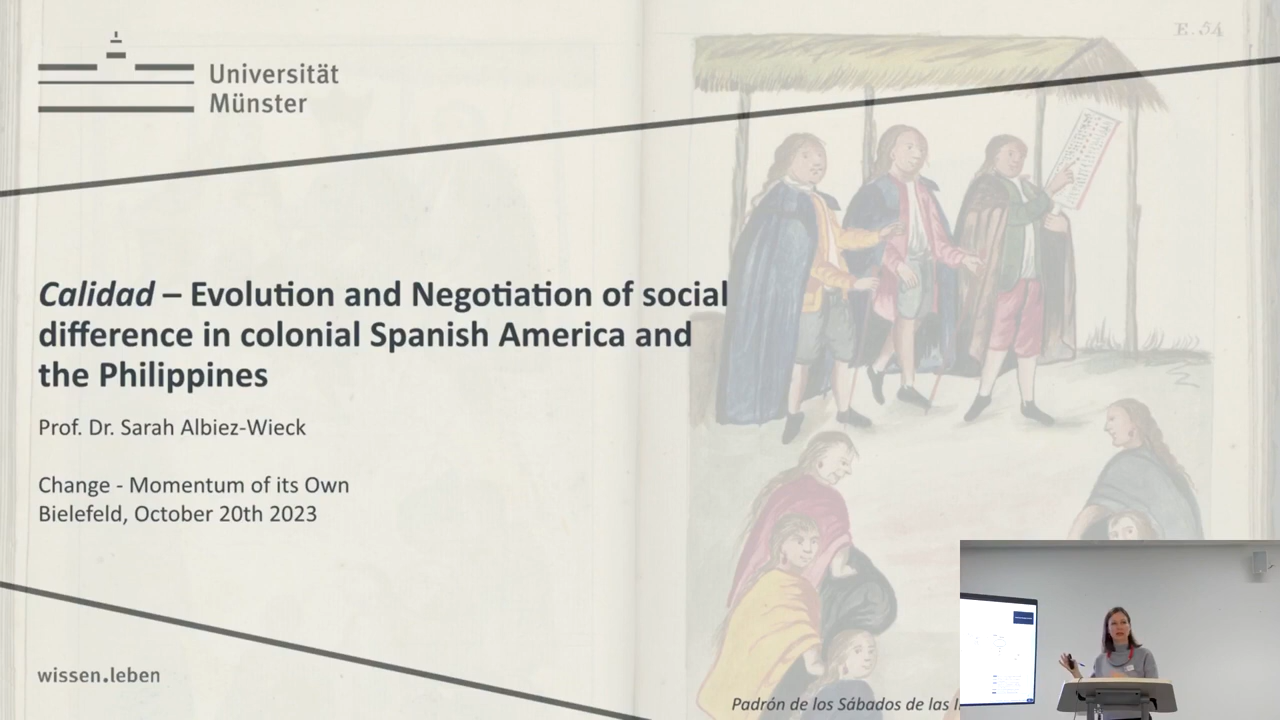 E. 54
Universität
Münster
Calidad – Evolution and Negotiation of social
difference in colonial Spanish America and
the Philippines
Prof. Dr. Sarah Albiez-Wieck
Change - Momentum of its Own
Bielefeld, October 20th 2023
wissen.leben
Padrón de los Sábados de las